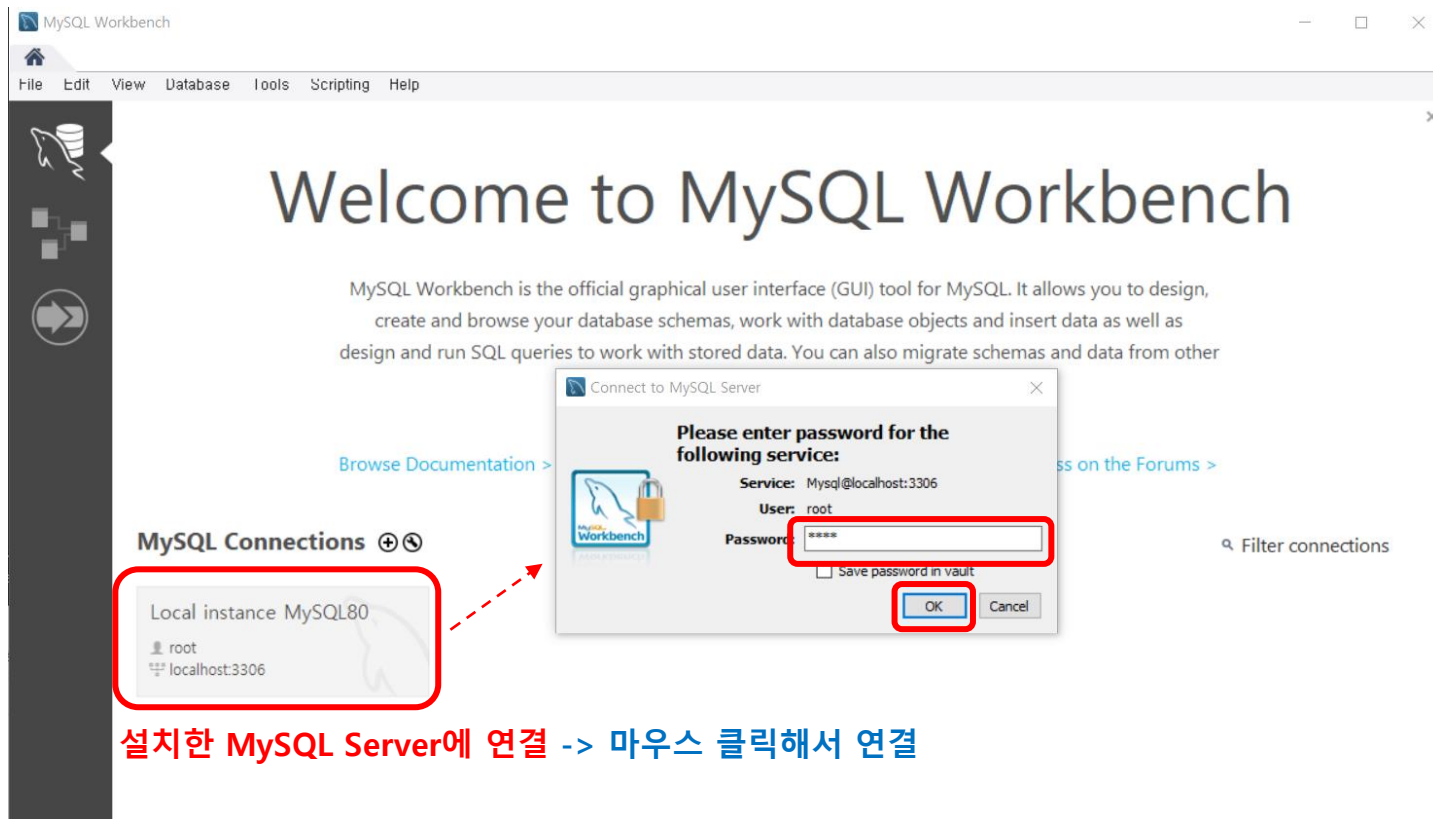 MySQL Workbench
File Edit View Database Tools Scripting Help
Welcome to MySQL Workbench
MySQL Workbench is the official graphical user interface (GUI) tool for MySQL. It allows you to design,
create and browse your database schemas, work with database objects and insert data as well as
design and run SQL queries to work with stored data. You can also migrate schemas and data from other
Connect to MySQL Server
Please enter password for the
following service:
Service: Mysql@localhost:3306
User: root
Password: ****
Save password in vault
OK Cancel
MySQL
Workbench
Browse Documentation >
ss on the Forums >
MySQL Connections
Filter connections
Local instance MySQL80
root
localhost:3306
설치한 MySQL Server에 연결 -> 마우스 클릭해서 연결